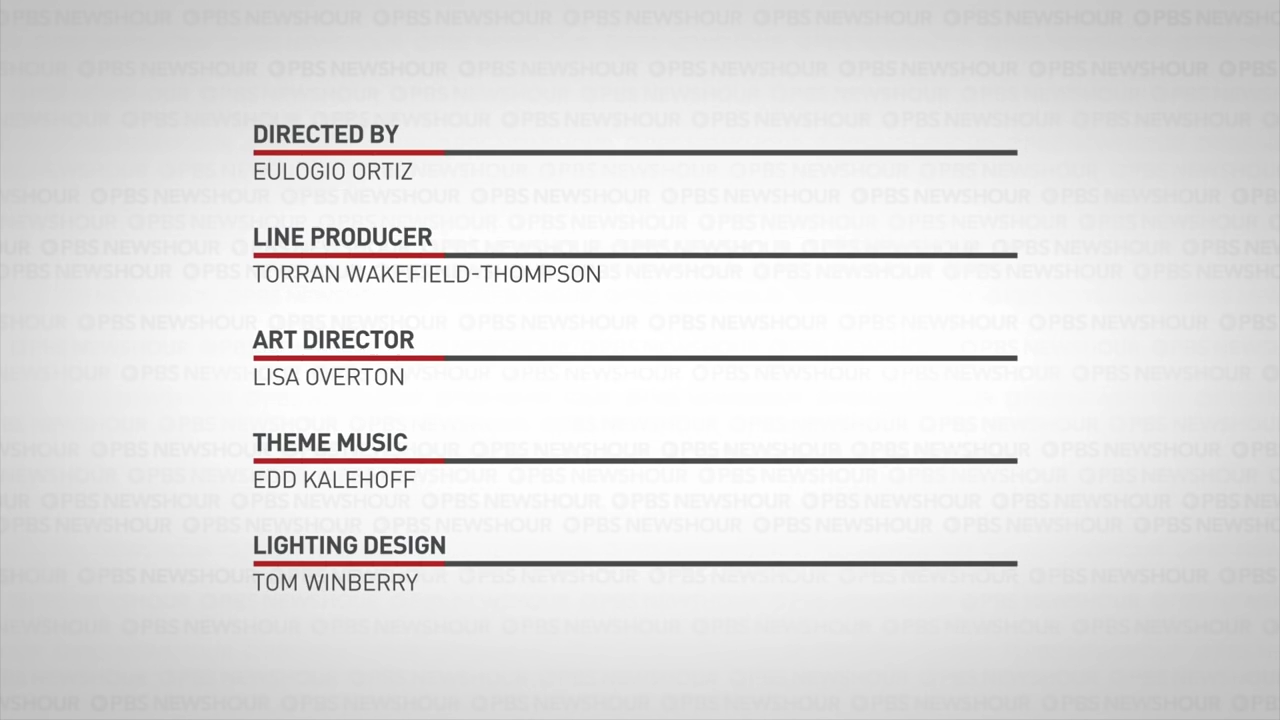 DIRECTED BY
EULOGIO ORTIZ
LINE PRODUCER
TORRAN WAKEFIELD-THOMPSON
ART DIRECTOR
LISA OVERTON
THEME MUSIC
EDD KALEHOFF
LIGHTING DESIGN
TOM WINBERRY